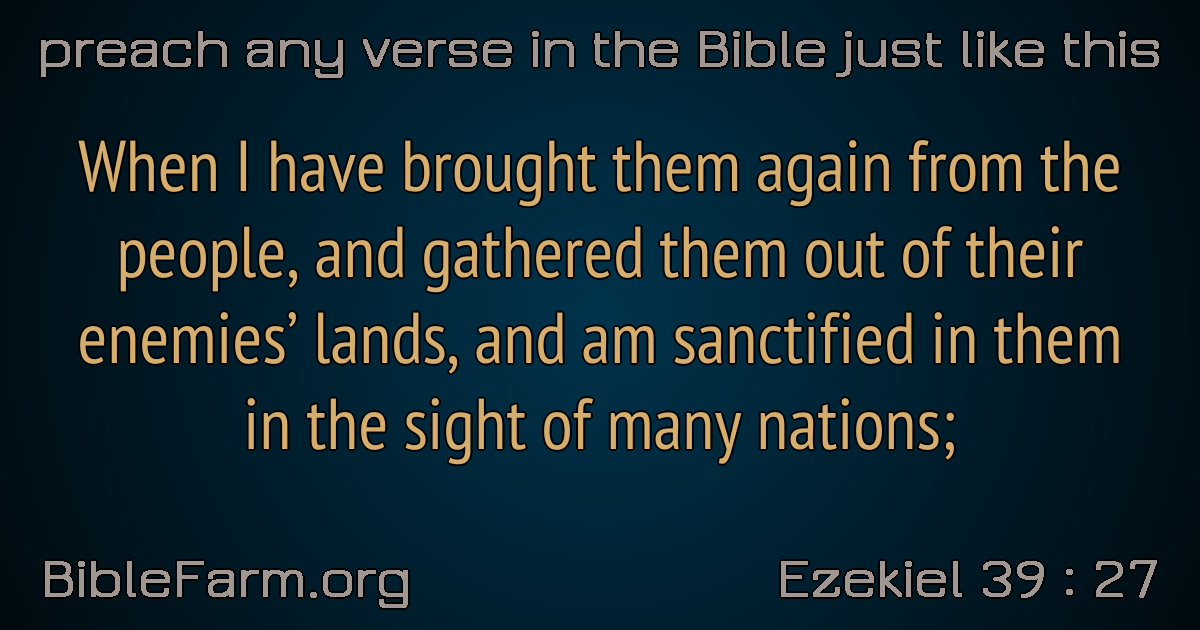 preach any verse in the Bible just like this
When I have brought them again from the
people, and gathered them out of their
enemies’ lands, and am sanctified in them
in the sight of many nations;
BibleFarm.org
Ezekiel 39 : 27